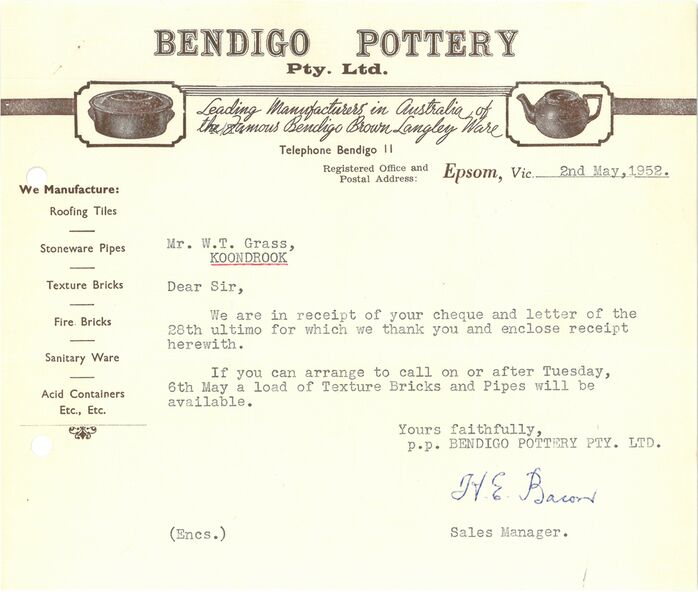 BENDIGO POTTERY
Pty. Ltd.
Leading Manufacturers in Australia of
the Famous Bendigo Brown Langley Ware
Telephone Bendigo 11
Registered Office and
Postal Address:
Epsom, Vic. 2nd May, 1952.
We Manufacture:
Roofing Tiles
Stoneware Pipes
Texture Bricks
Fire Bricks
Sanitary Ware
Acid Containers
Etc., Etc.
Mr. W.T. Grass,
KOONDROOK
Dear Sir,
We are in receipt of your cheque and letter of the
28th ultimo for which we thank you and enclose receipt
herewith.
If you can arrange to call on or after Tuesday,
6th May a load of Texture Bricks and Pipes will be
available.
Yours faithfully,
p.p. BENDIGO POTTERY PTY. LTD.
H.E. Bacon
Sales Manager.
(Encs.)